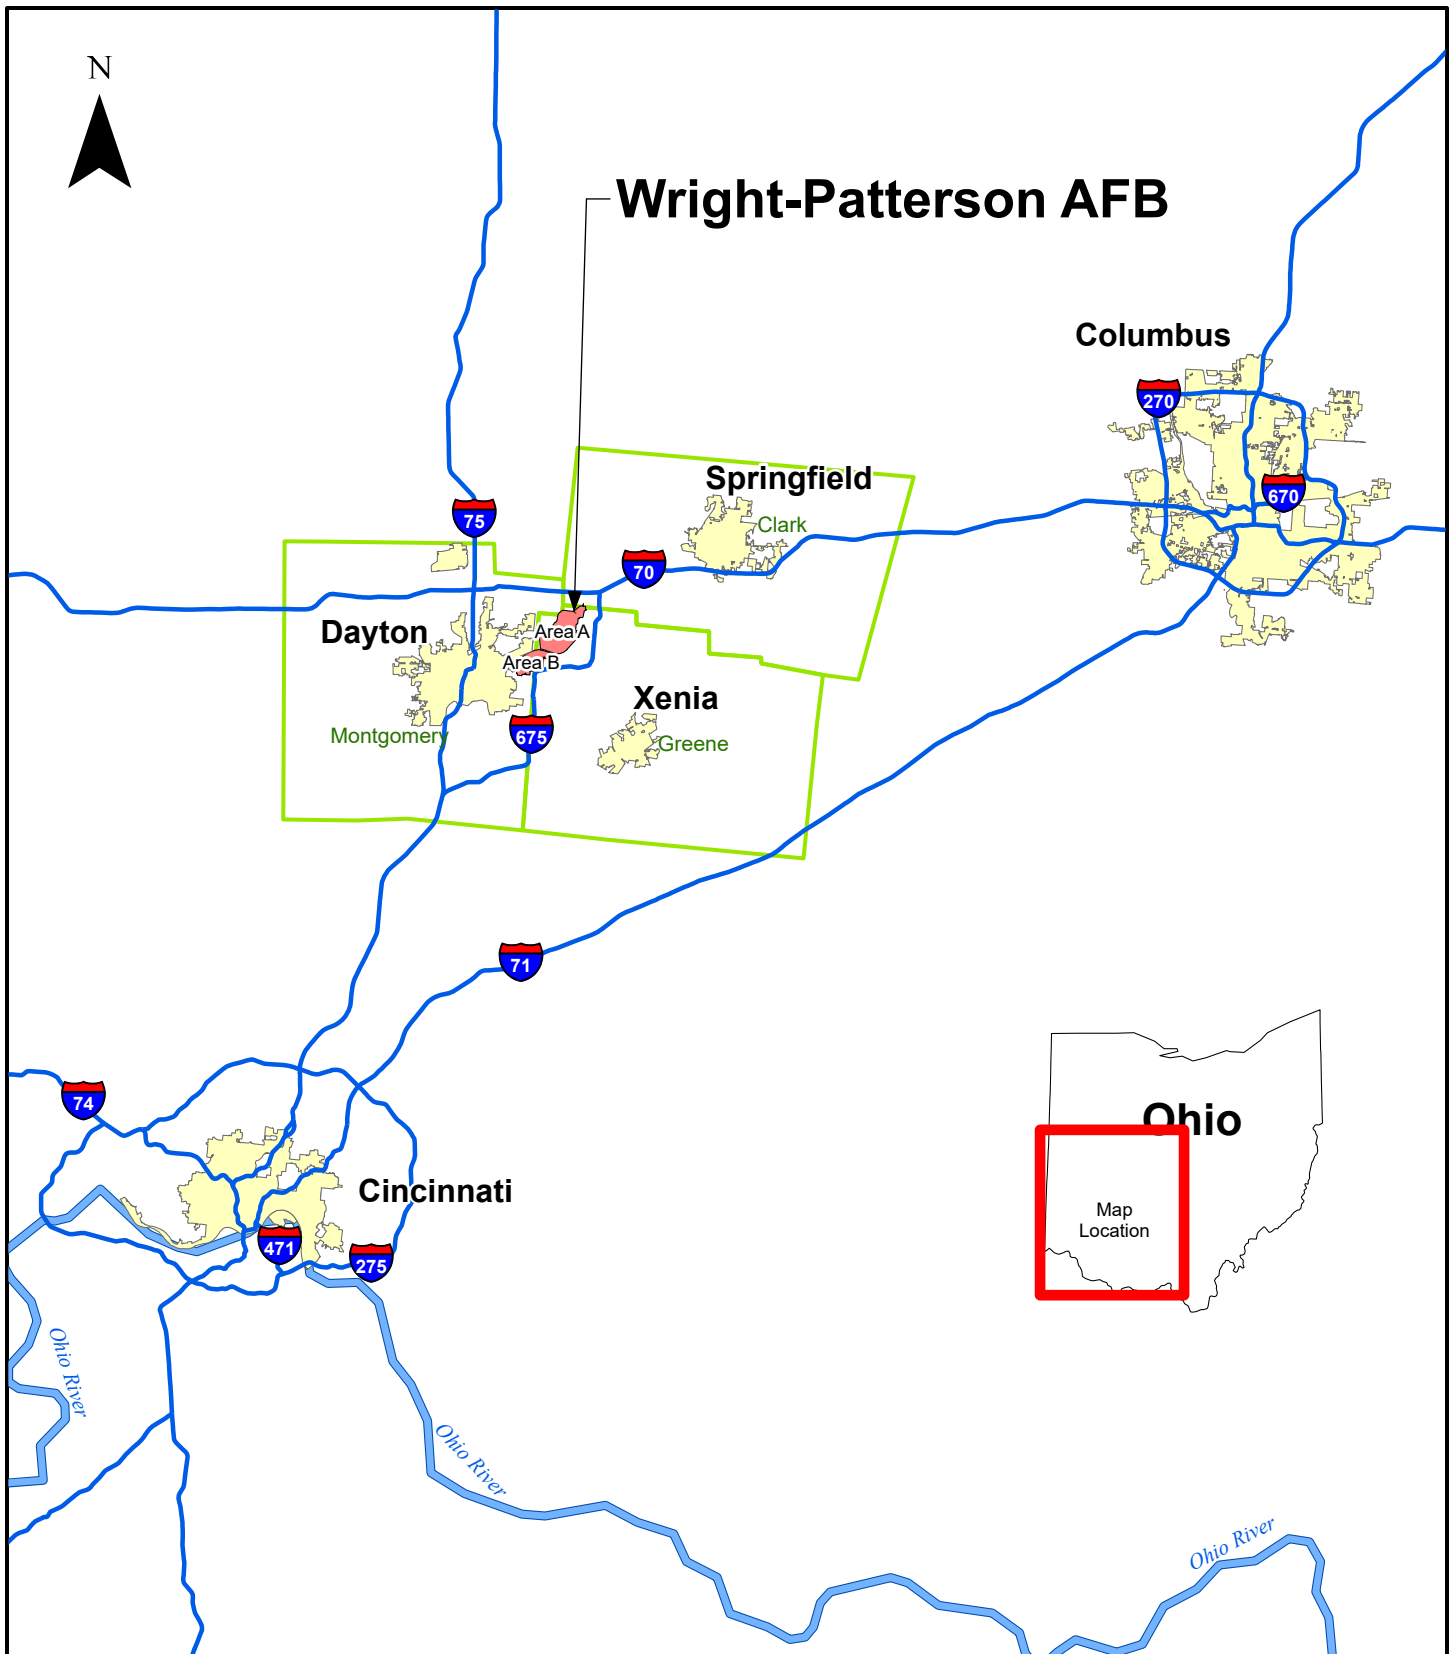 N
Wright-Patterson AFB
Columbus
270
Springfield
670
75
Clark
70
Dayton
Area A
Area B
Xenia
Montgomery
675
Greene
71
74
Ohio
Cincinnati
Map
Location
471
275
Ohio River
Ohio River
Ohio River